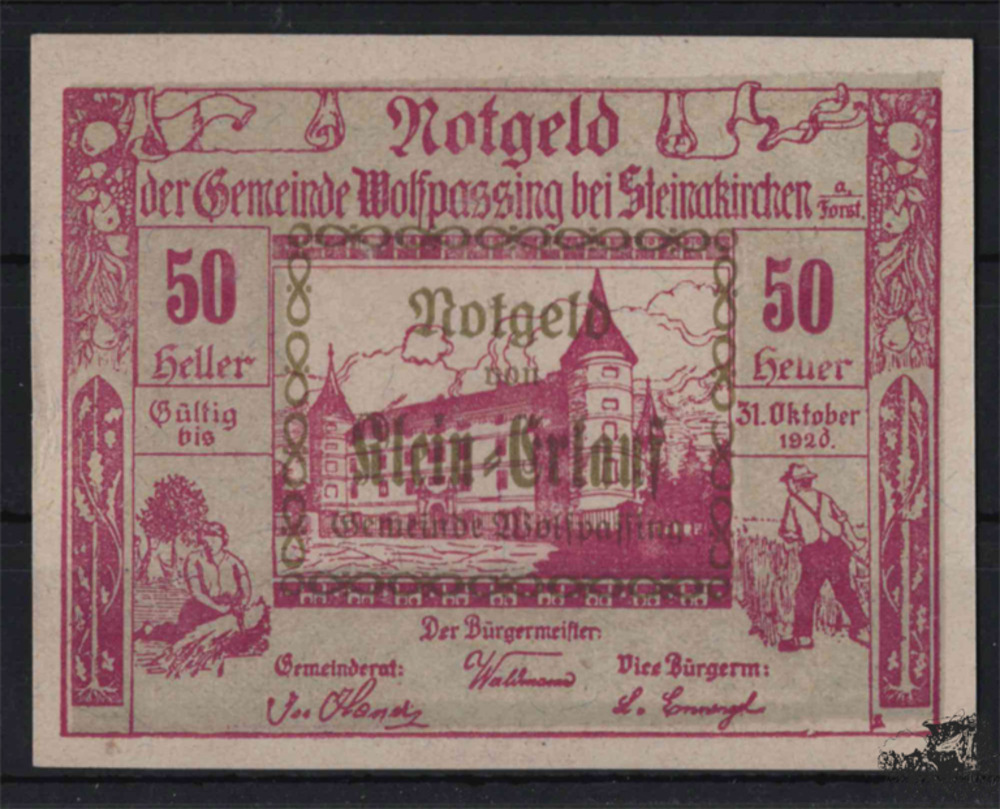 Notgeld
der Gemeinde Wolfpassing bei Steinakirchen a. Forst.
50
Heller
50
Heller
Gültig
bis
31. Oktober
1920.
Notgeld
von
Klein-Erlauf
Gemeinde Wolfpassing
Der Bürgermeister:
Gemeinderat:
Vice Bürgerm: